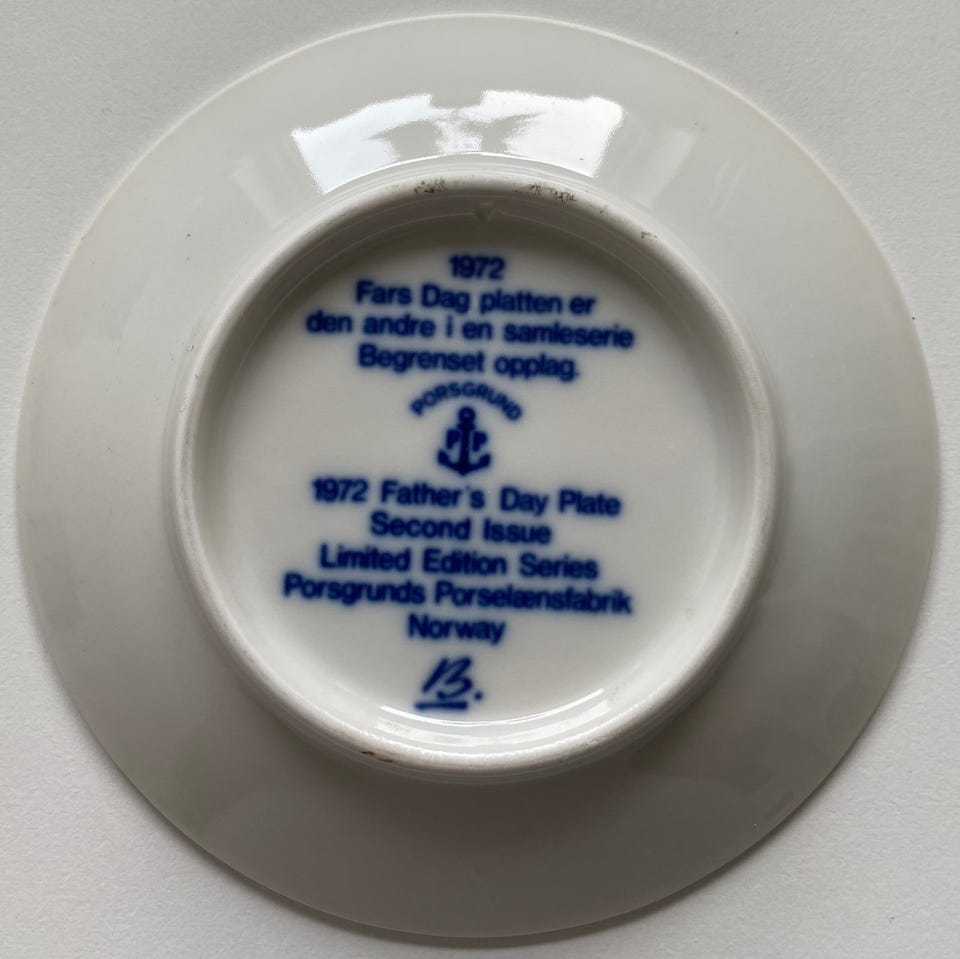 1972
Fars Dag platten er
den andre i en samleserie
Begrenset opplag.
PORSGRUND
P P
1972 Father's Day Plate
Second Issue
Limited Edition Series
Porsgrunds Porselænsfabrik
Norway
B.